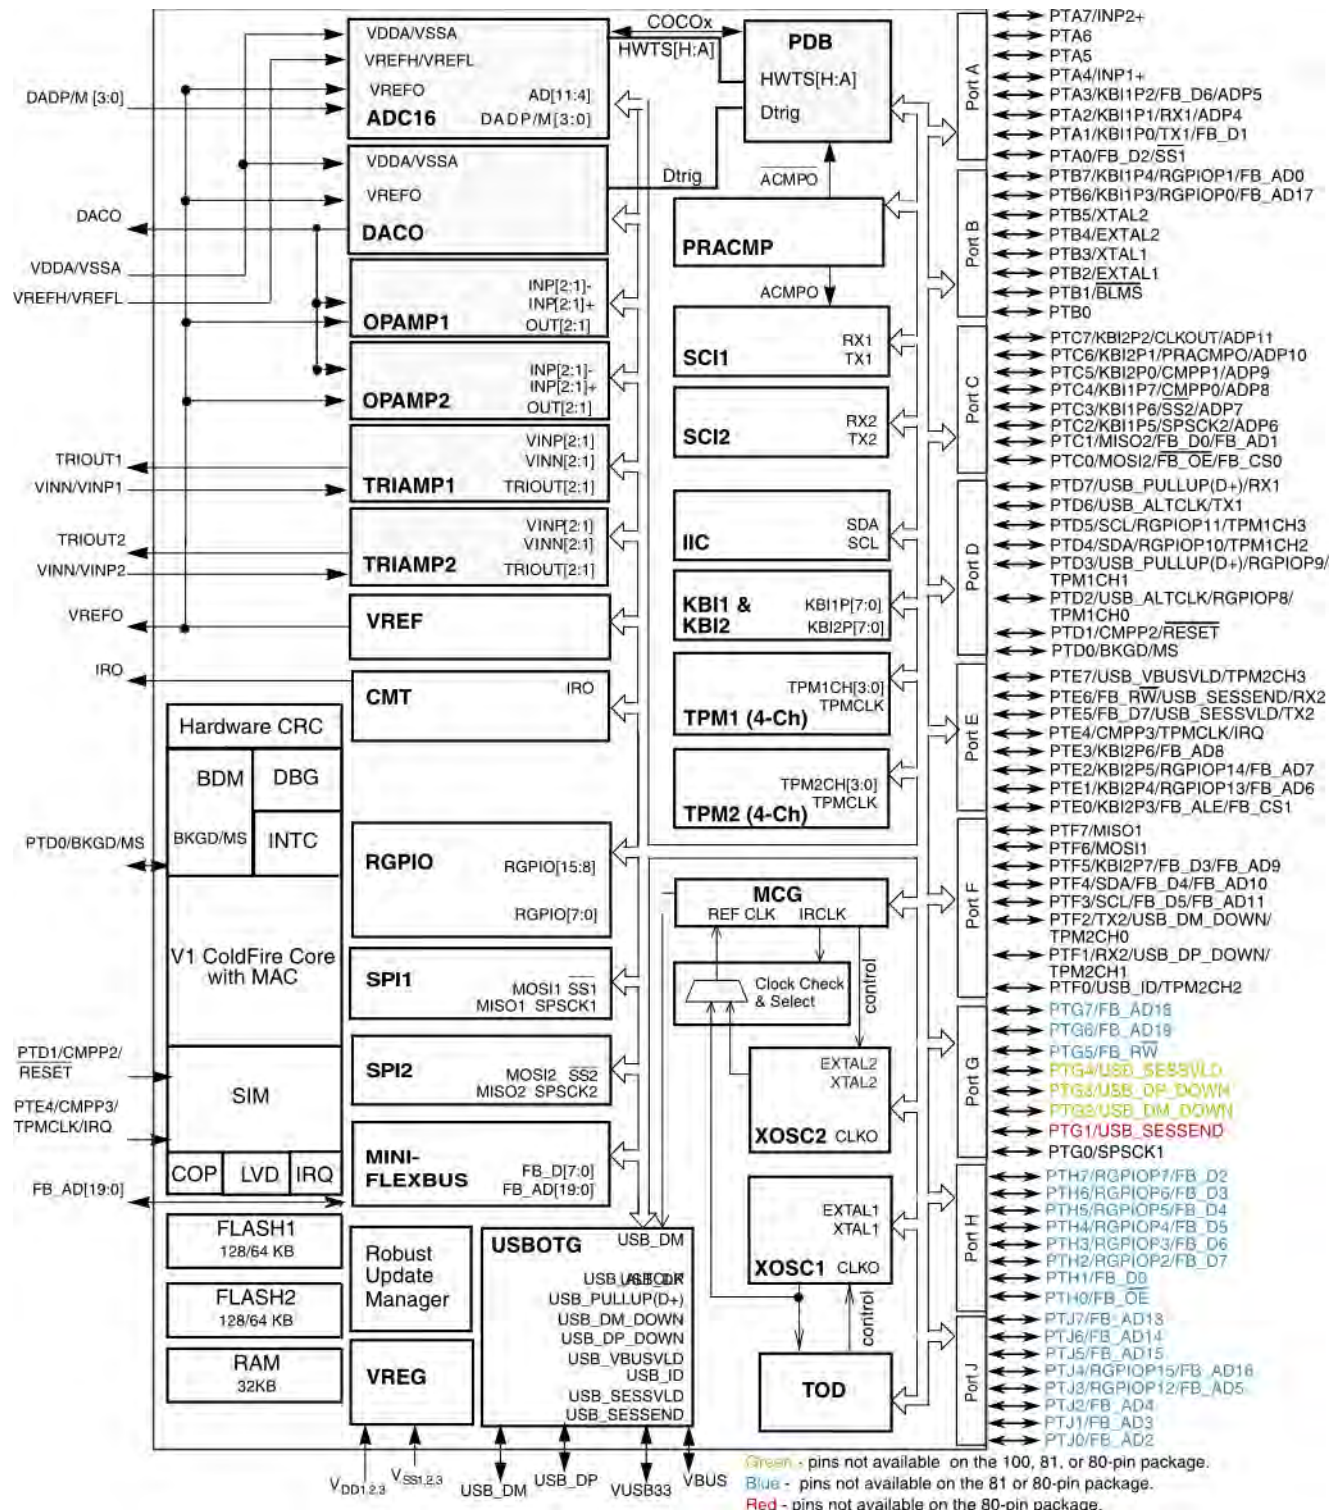 DADP/M [3:0]
DACO
VDDA/VSSA
VREFH/VREFL
TRIOUT1
VINN/VINP1
TRIOUT2
VINN/VINP2
VREFO
IRO
PTD0/BKGD/MS
PTD1/CMPP2/
RESET
PTE4/CMPP3/
TPMCLK/IRQ
FB_AD[19:0]
Hardware CRC
BDM
DBG
BKGD/MS
INTC
V1 ColdFire Core
with MAC
SIM
COP
LVD
IRQ
FLASH1
128/64 KB
FLASH2
128/64 KB
RAM
32KB
VDDA/VSSA
VREFH/VREFL
VREFO
AD[11:4]
ADC16
DADP/M[3:0]
VDDA/VSSA
VREFO
DACO
INP[2:1]-
INP[2:1]+
OPAMP1
OUT[2:1]
INP[2:1]-
INP[2:1]+
OPAMP2
OUT[2:1]
VINP[2:1]
VINN[2:1]
TRIAMP1
TRIOUT[2:1]
VINP[2:1]
VINN[2:1]
TRIAMP2
TRIOUT[2:1]
VREF
CMT
IRO
RGPIO
RGPIO[15:8]
RGPIO[7:0]
SPI1
MOSI1 SS1
MISO1 SPSCK1
SPI2
MOSI2 SS2
MISO2 SPSCK2
MINI-
FLEXBUS
FB_D[7:0]
FB_AD[19:0]
Robust
Update
Manager
VREG
VDD1,2,3
VSS1,2,3
USBOTG
USB_DM
USB_PULLUP(D+)
USB_DM_DOWN
USB_DP_DOWN
USB_VBUSVLD
USB_ID
USB_SESSVLD
USB_SESSEND
USB_DM
USB_DP
VUSB33
VBUS
COCOx
HWTS[H:A]
Dtrig
PDB
HWTS[H:A]
Dtrig
ACMPO
PRACMP
ACMPO
SCI1
RX1
TX1
SCI2
RX2
TX2
IIC
SDA
SCL
KBI1 &
KBI2
KBI1P[7:0]
KBI2P[7:0]
TPM1CH[3:0]
TPMCLK
TPM1 (4-Ch)
TPM2CH[3:0]
TPMCLK
TPM2 (4-Ch)
MCG
REF CLK
IRCLK
Clock Check
& Select
control
EXTAL2
XTAL2
XOSC2
CLKO
EXTAL1
XTAL1
XOSC1
CLKO
control
TOD
Port A
PTA7/INP2+
PTA6
PTA5
PTA4/INP1+
PTA3/KBI1P2/FB_D6/ADP5
PTA2/KBI1P1/RX1/ADP4
PTA1/KBI1P0/TX1/FB_D1
PTA0/FB_D2/SS1
Port B
PTB7/KBI1P4/RGPIOP1/FB_AD0
PTB6/KBI1P3/RGPIOP0/FB_AD17
PTB5/XTAL2
PTB4/EXTAL2
PTB3/XTAL1
PTB2/EXTAL1
PTB1/BLMS
PTB0
Port C
PTC7/KBI2P2/CLKOUT/ADP11
PTC6/KBI2P1/PRACMPO/ADP10
PTC5/KBI2P0/CMPP1/ADP9
PTC4/KBI1P7/CMPP0/ADP8
PTC3/KBI1P6/SS2/ADP7
PTC2/KBI1P5/SPSCK2/ADP6
PTC1/MISO2/FB_D0/FB_AD1
PTC0/MOSI2/FB_OE/FB_CS0
Port D
PTD7/USB_PULLUP(D+)/RX1
PTD6/USB_ALTCLK/TX1
PTD5/SCL/RGPIOP11/TPM1CH3
PTD4/SDA/RGPIOP10/TPM1CH2
PTD3/USB_PULLUP(D+)/RGPIOP9/
TPM1CH1
PTD2/USB_ALTCLK/RGPIOP8/
TPM1CH0
PTD1/CMPP2/RESET
PTD0/BKGD/MS
Port E
PTE7/USB_VBUSVLD/TPM2CH3
PTE6/FB_RW/USB_SESSEND/RX2
PTE5/FB_D7/USB_SESSVLD/TX2
PTE4/CMPP3/TPMCLK/IRQ
PTE3/KBI2P6/FB_AD8
PTE2/KBI2P5/RGPIOP14/FB_AD7
PTE1/KBI2P4/RGPIOP13/FB_AD6
PTE0/KBI2P3/FB_ALE/FB_CS1
Port F
PTF7/MISO1
PTF6/MOSI1
PTF5/KBI2P7/FB_D3/FB_AD9
PTF4/SDA/FB_D4/FB_AD10
PTF3/SCL/FB_D5/FB_AD11
PTF2/TX2/USB_DM_DOWN/
TPM2CH0
PTF1/RX2/USB_DP_DOWN/
TPM2CH1
PTF0/USB_ID/TPM2CH2
Port G
PTG7/FB_AD18
PTG6/FB_AD19
PTG5/FB_RW
PTG4/USB_SESSVLD
PTG3/USB_DP_DOWN
PTG2/USB_DM_DOWN
PTG1/USB_SESSEND
PTG0/SPSCK1
Port H
PTH7/RGPIOP7/FB_D2
PTH6/RGPIOP6/FB_D3
PTH5/RGPIOP5/FB_D4
PTH4/RGPIOP4/FB_D5
PTH3/RGPIOP3/FB_D6
PTH2/RGPIOP2/FB_D7
PTH1/FB_D0
PTH0/FB_OE
Port J
PTJ7/FB_AD13
PTJ6/FB_AD14
PTJ5/FB_AD15
PTJ4/RGPIOP15/FB_AD16
PTJ3/RGPIOP12/FB_AD5
PTJ2/FB_AD4
PTJ1/FB_AD3
PTJ0/FB_AD2
Green - pins not available on the 100, 81, or 80-pin package.
Blue - pins not available on the 81 or 80-pin package.
Red - pins not available on the 80-pin package.